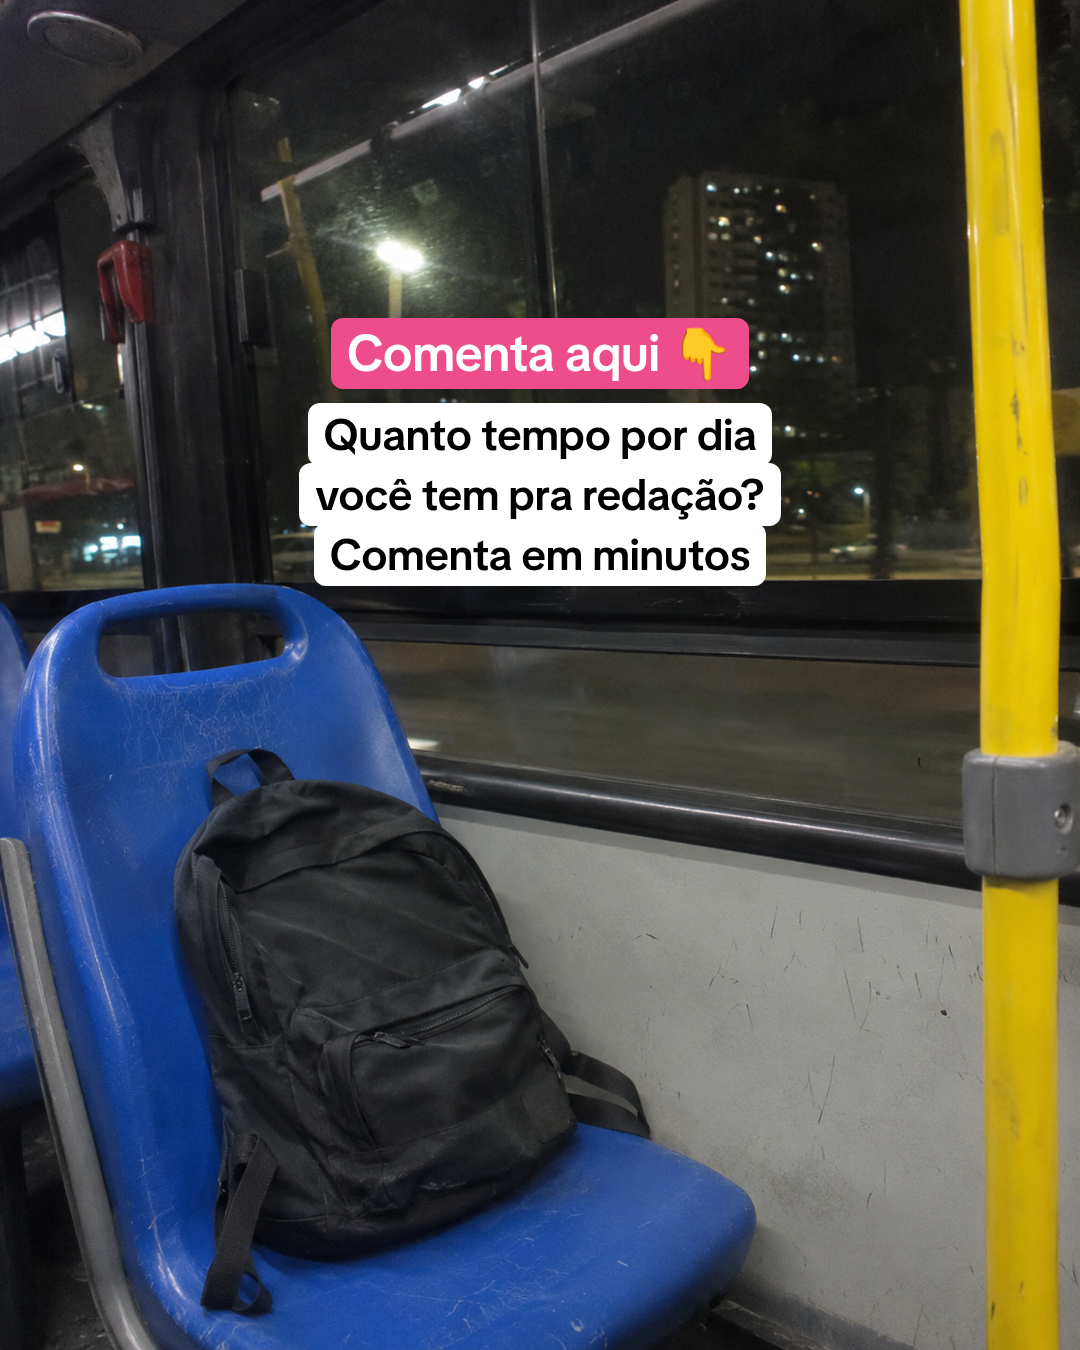 Comenta aqui 👇
Quanto tempo por dia
você tem pra redação?
Comenta em minutos